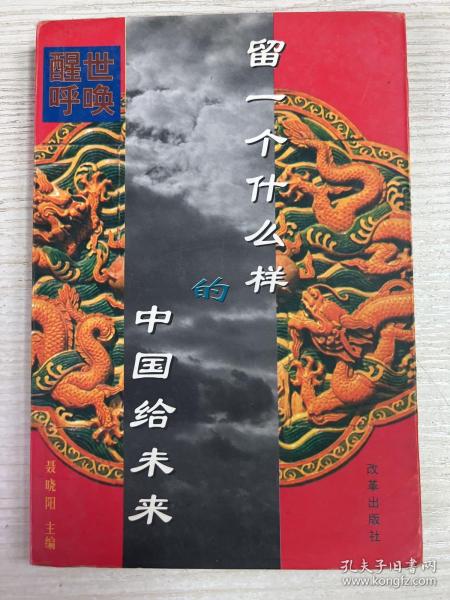 世唤
醒呼
留一个什么样
的
中国给未来
聂晓阳 主编
改革出版社
孔夫子旧书网
www.kongfz.com